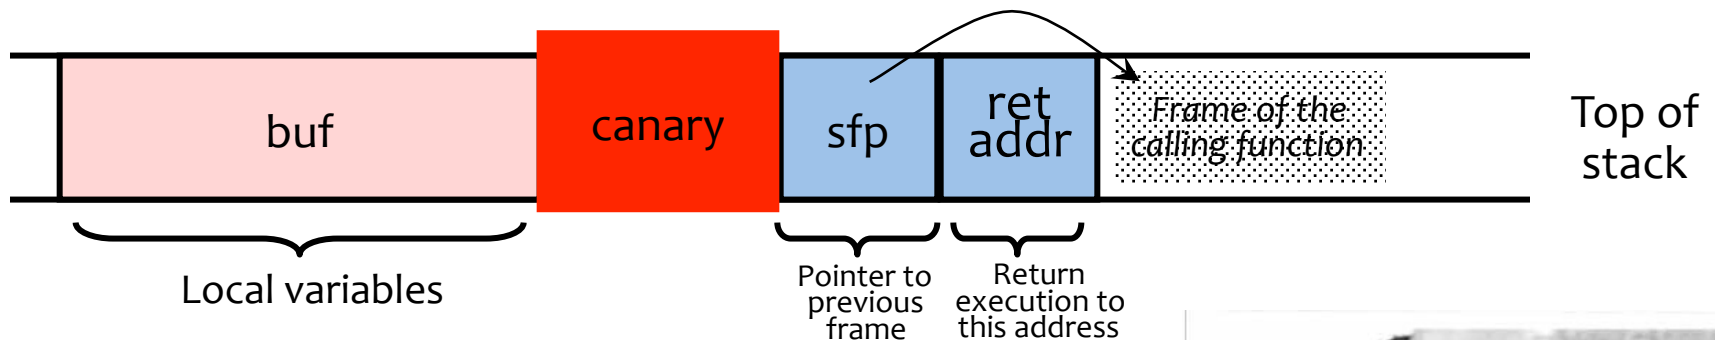 buf
canary
sfp
ret
addr
Frame of the
calling function
Top of
stack
Local variables
Pointer to
previous
frame
Return
execution to
this address